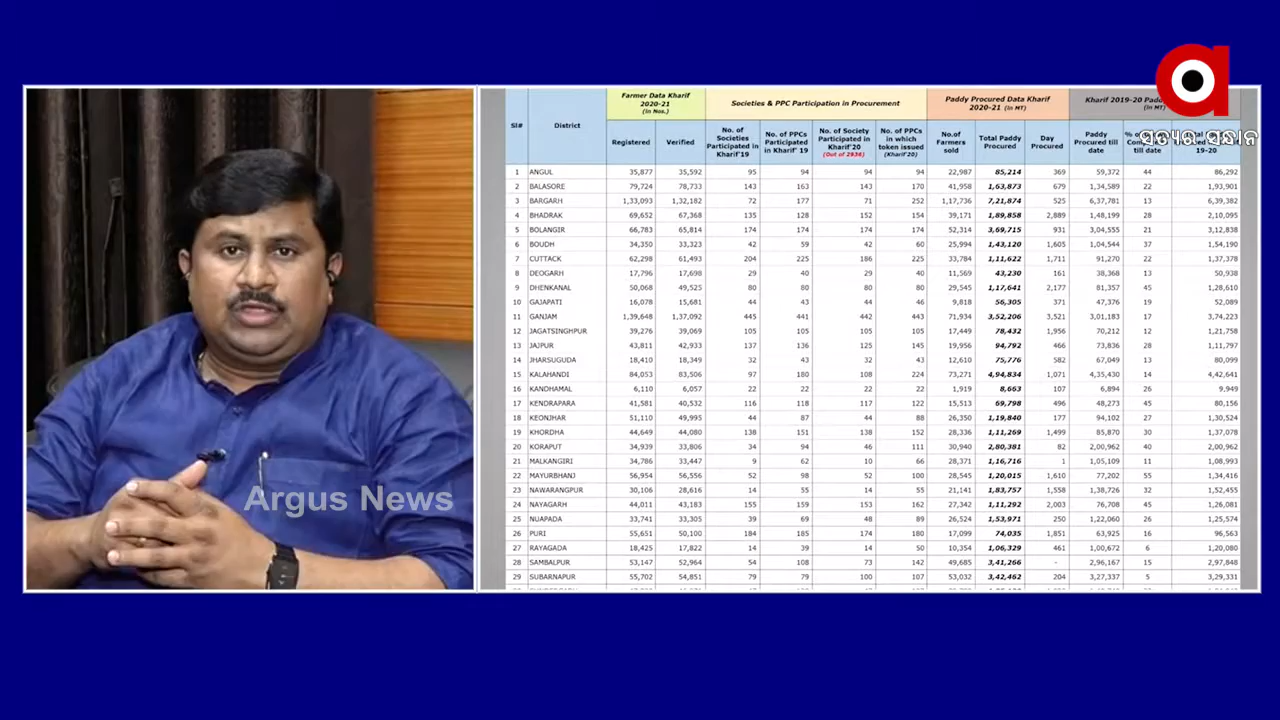 a
ସତ୍ୟର ସନ୍ଧାନ
Argus News
Sl# District Farmer Data Kharif 2020-21 (In Nos.) Societies & PPC Participation in Procurement Paddy Procured Data Kharif 2020-21 (In MT) Kharif 2019-20
Registered Verified No. of Societies Participated in Kharif'19 No. of PPCs Participated in Kharif' 19 No. of Society Participated in Kharif'20 (Out of 2636) No. of PPCs in which token issued (Kharif'20) No.of Farmers sold Total Paddy Procured Day Procured Paddy Procured till date till date 19-20
1 ANGUL 35,877 35,592 95 94 94 94 22,987 85,214 369 59,372 44 86,292
2 BALASORE 79,724 78,733 143 163 143 170 41,958 1,63,873 679 1,34,589 22 1,93,901
3 BARGARH 1,33,093 1,32,182 72 177 71 252 1,17,736 7,21,874 525 6,37,781 13 6,39,382
4 BHADRAK 69,652 67,368 135 128 152 154 39,171 1,89,858 2,889 1,48,199 28 2,10,095
5 BOLANGIR 66,783 65,814 174 174 174 174 52,314 3,69,715 931 3,04,555 21 3,12,838
6 BOUDH 34,350 33,323 42 59 42 60 25,994 1,43,120 1,605 1,04,544 37 1,54,190
7 CUTTACK 62,298 61,493 204 225 186 225 33,784 1,11,622 1,711 91,270 22 1,37,378
8 DEOGARH 17,796 17,698 29 40 29 40 11,569 43,230 161 38,368 13 50,938
9 DHENKANAL 50,068 49,525 80 80 80 80 29,545 1,17,641 2,177 81,357 45 1,28,610
10 GAJAPATI 16,078 15,681 44 43 44 46 9,818 56,305 371 47,376 19 52,089
11 GANJAM 1,39,648 1,37,092 445 441 442 443 71,934 3,52,206 3,521 3,01,183 17 3,74,223
12 JAGATSINGHPUR 39,276 39,069 105 105 105 105 17,449 78,432 1,956 70,212 12 1,21,758
13 JAJPUR 43,811 42,933 137 136 125 145 19,956 94,792 466 73,836 28 1,11,797
14 JHARSUGUDA 18,410 18,349 32 43 32 43 12,610 75,776 582 67,049 13 80,099
15 KALAHANDI 84,053 83,506 97 180 108 224 73,271 4,94,834 1,071 4,35,430 14 4,42,641
16 KANDHAMAL 6,110 6,057 22 22 22 22 1,919 8,663 107 6,894 26 9,949
17 KENDRAPARA 41,581 40,532 116 118 117 122 15,513 69,798 496 48,273 45 80,156
18 KEONJHAR 51,110 49,995 44 87 44 88 26,350 1,19,840 177 94,102 27 1,30,524
19 KHORDHA 44,649 44,080 138 151 138 152 28,336 1,11,269 1,499 85,870 30 1,37,078
20 KORAPUT 34,939 33,806 34 94 46 111 30,940 2,80,381 82 2,00,962 40 2,00,962
21 MALKANGIRI 34,786 33,447 9 62 10 66 28,371 1,16,716 1 1,05,109 11 1,08,993
22 MAYURBHANJ 56,954 56,556 52 98 52 100 28,545 1,20,015 1,610 77,202 55 1,34,416
23 NAWARANGPUR 30,106 28,616 14 55 14 55 21,141 1,83,757 1,558 1,38,726 32 1,52,455
24 NAYAGARH 44,011 43,183 155 159 153 162 27,342 1,11,292 2,003 76,708 45 1,26,081
25 NUAPADA 33,741 33,305 39 69 48 89 26,524 1,53,971 250 1,22,060 26 1,25,574
26 PURI 55,651 50,100 184 185 174 180 17,099 74,035 1,851 63,925 16 96,563
27 RAYAGADA 18,425 17,822 14 39 14 50 10,354 1,06,329 461 1,00,672 6 1,20,080
28 SAMBALPUR 53,147 52,964 54 108 73 142 49,685 3,41,266 - 2,96,167 15 2,97,848
29 SUBARNAPUR 55,702 54,851 79 79 100 107 53,032 3,42,462 204 3,27,337 5 3,29,331